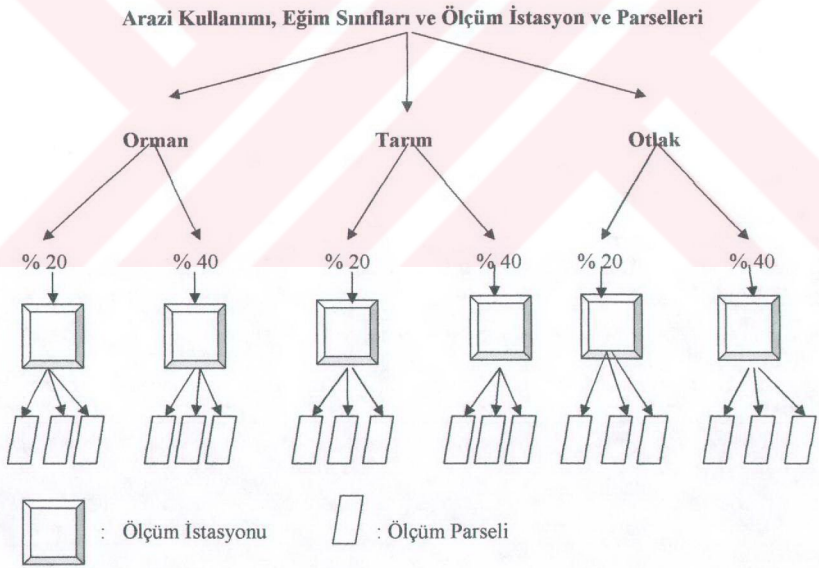 Arazi Kullanımı, Eğim Sınıfları ve Ölçüm İstasyon ve Parselleri
Orman Tarım Otlak
% 20 % 40 % 20 % 40 % 20 % 40
: Ölçüm İstasyonu : Ölçüm Parseli